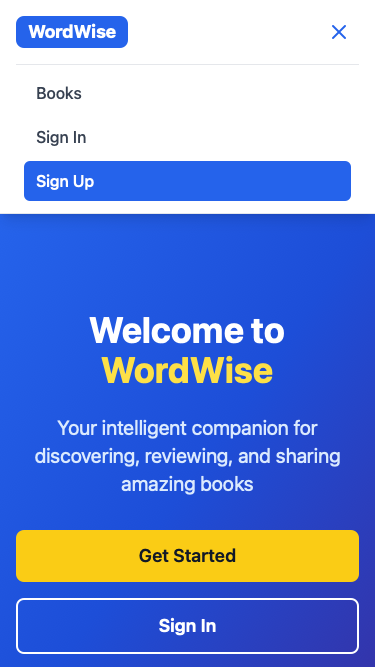 WordWise
Books
Sign In
Sign Up
Welcome to
WordWise
Your intelligent companion for
discovering, reviewing, and sharing
amazing books
Get Started
Sign In